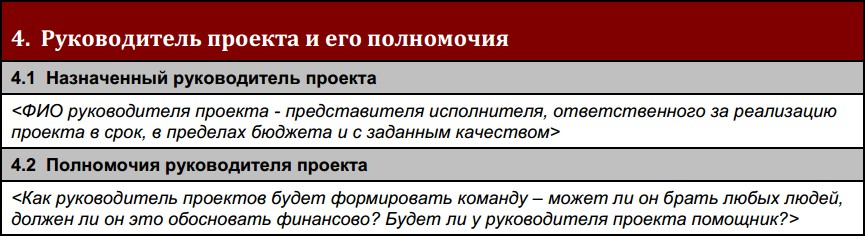 4. Руководитель проекта и его полномочия
4.1 Назначенный руководитель проекта
<ФИО руководителя проекта - представителя исполнителя, ответственного за реализацию
проекта в срок, в пределах бюджета и с заданным качеством>
4.2 Полномочия руководителя проекта
<Как руководитель проектов будет формировать команду – может ли он брать любых людей,
должен ли он это обосновать финансово? Будет ли у руководителя проекта помощник?>